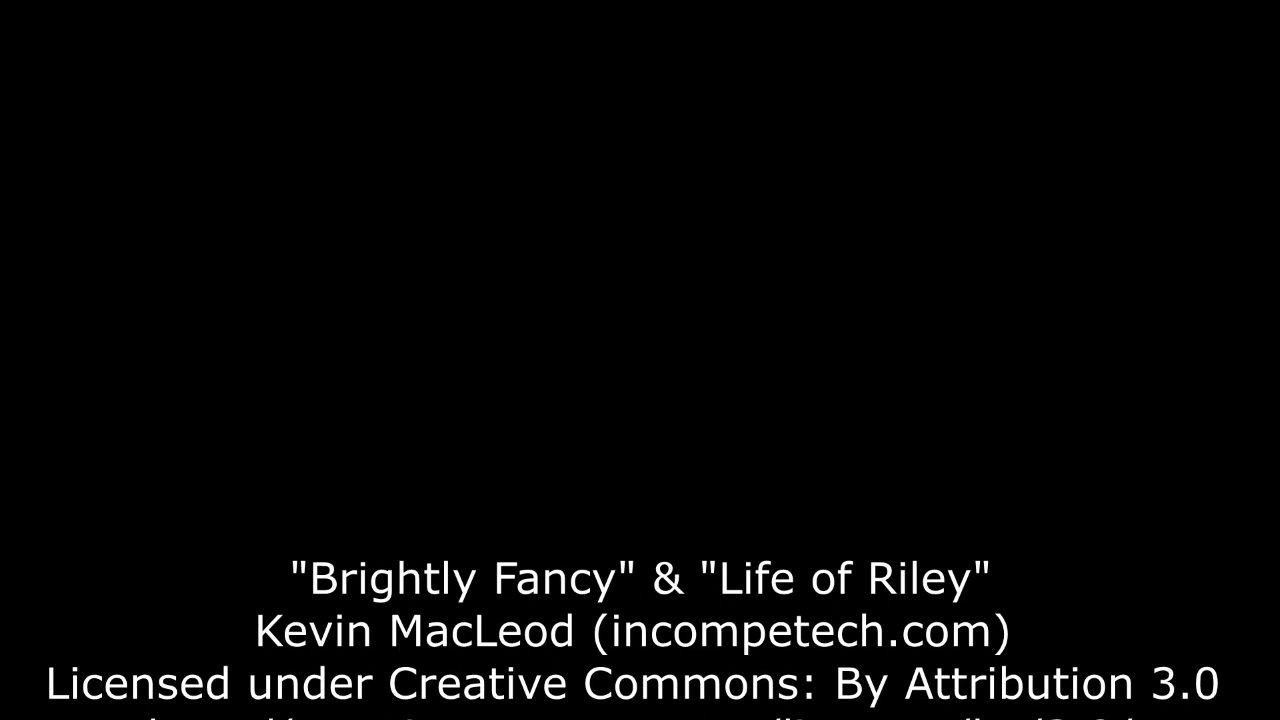 "Brightly Fancy" & "Life of Riley"
Kevin MacLeod (incompetech.com)
Licensed under Creative Commons: By Attribution 3.0